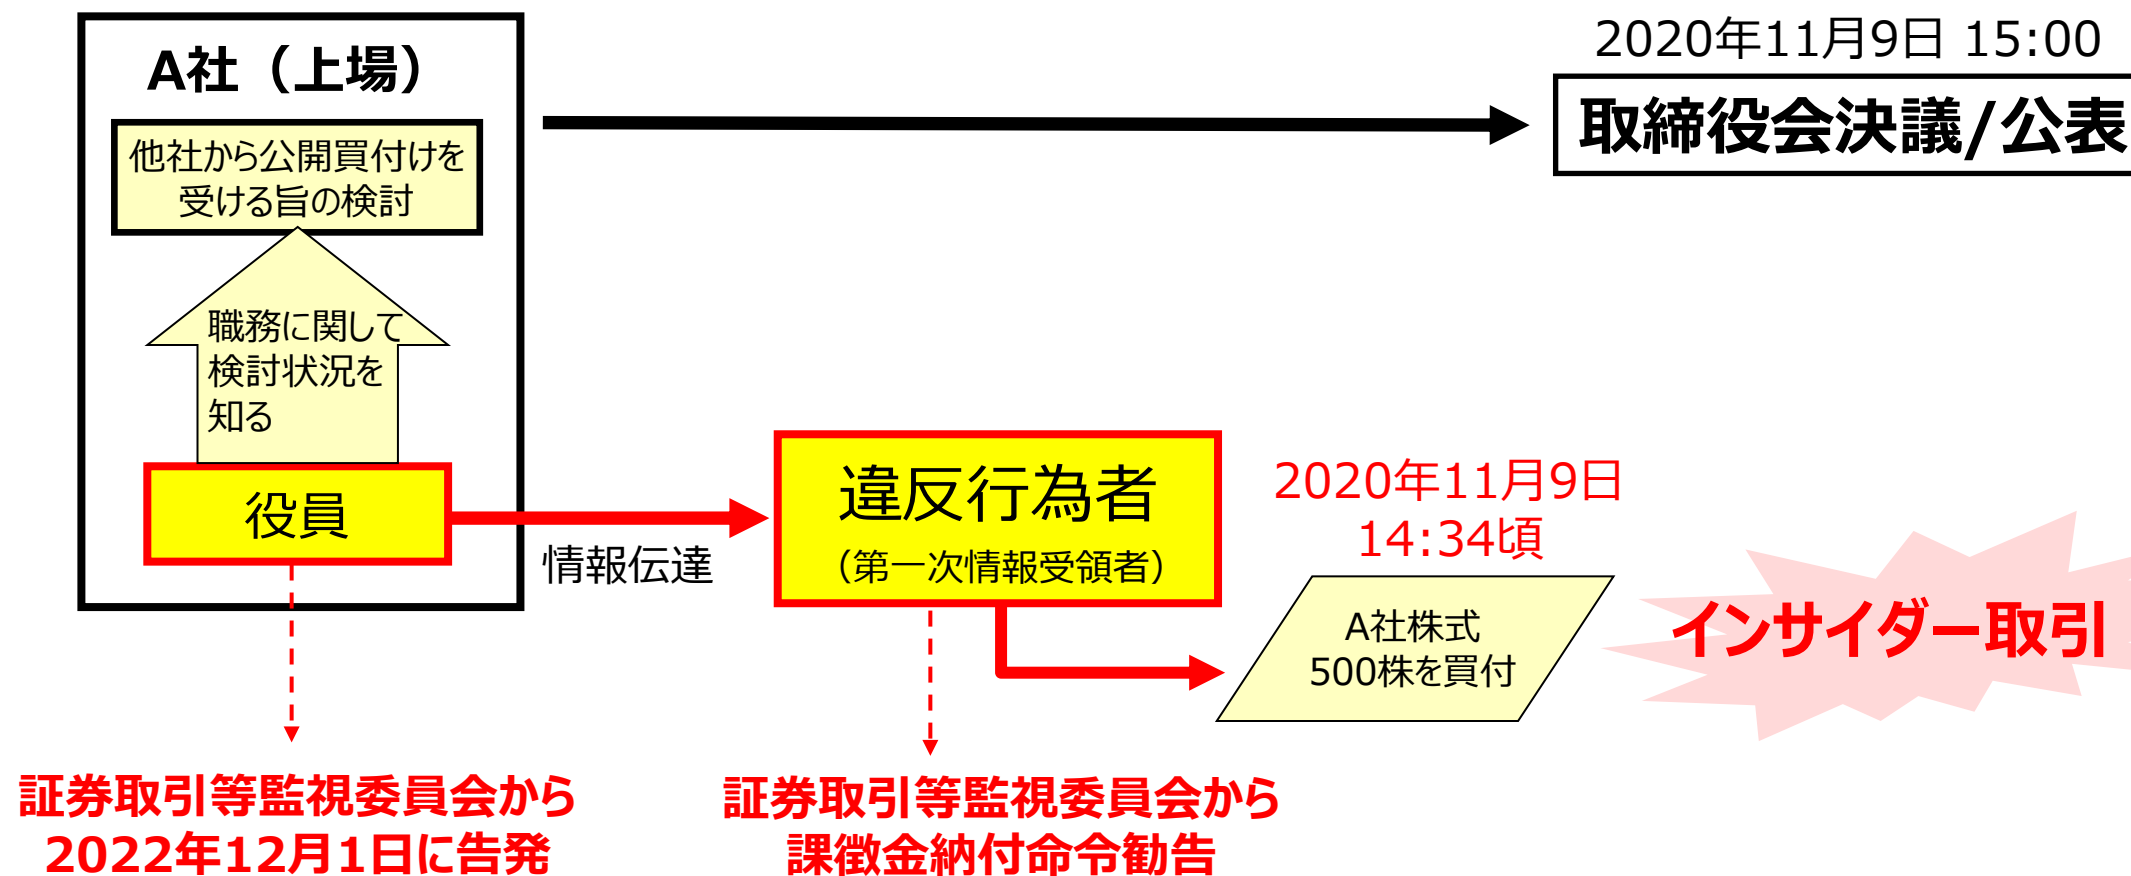 A社（上場）
他社から公開買付けを
受ける旨の検討
職務に関して
検討状況を
知る
役員
情報伝達
証券取引等監視委員会から
2022年12月1日に告発
2020年11月9日 15:00
取締役会決議/公表
違反行為者
（第一次情報受領者）
2020年11月9日
14:34頃
A社株式
500株を買付
インサイダー取引
証券取引等監視委員会から
課徴金納付命令勧告